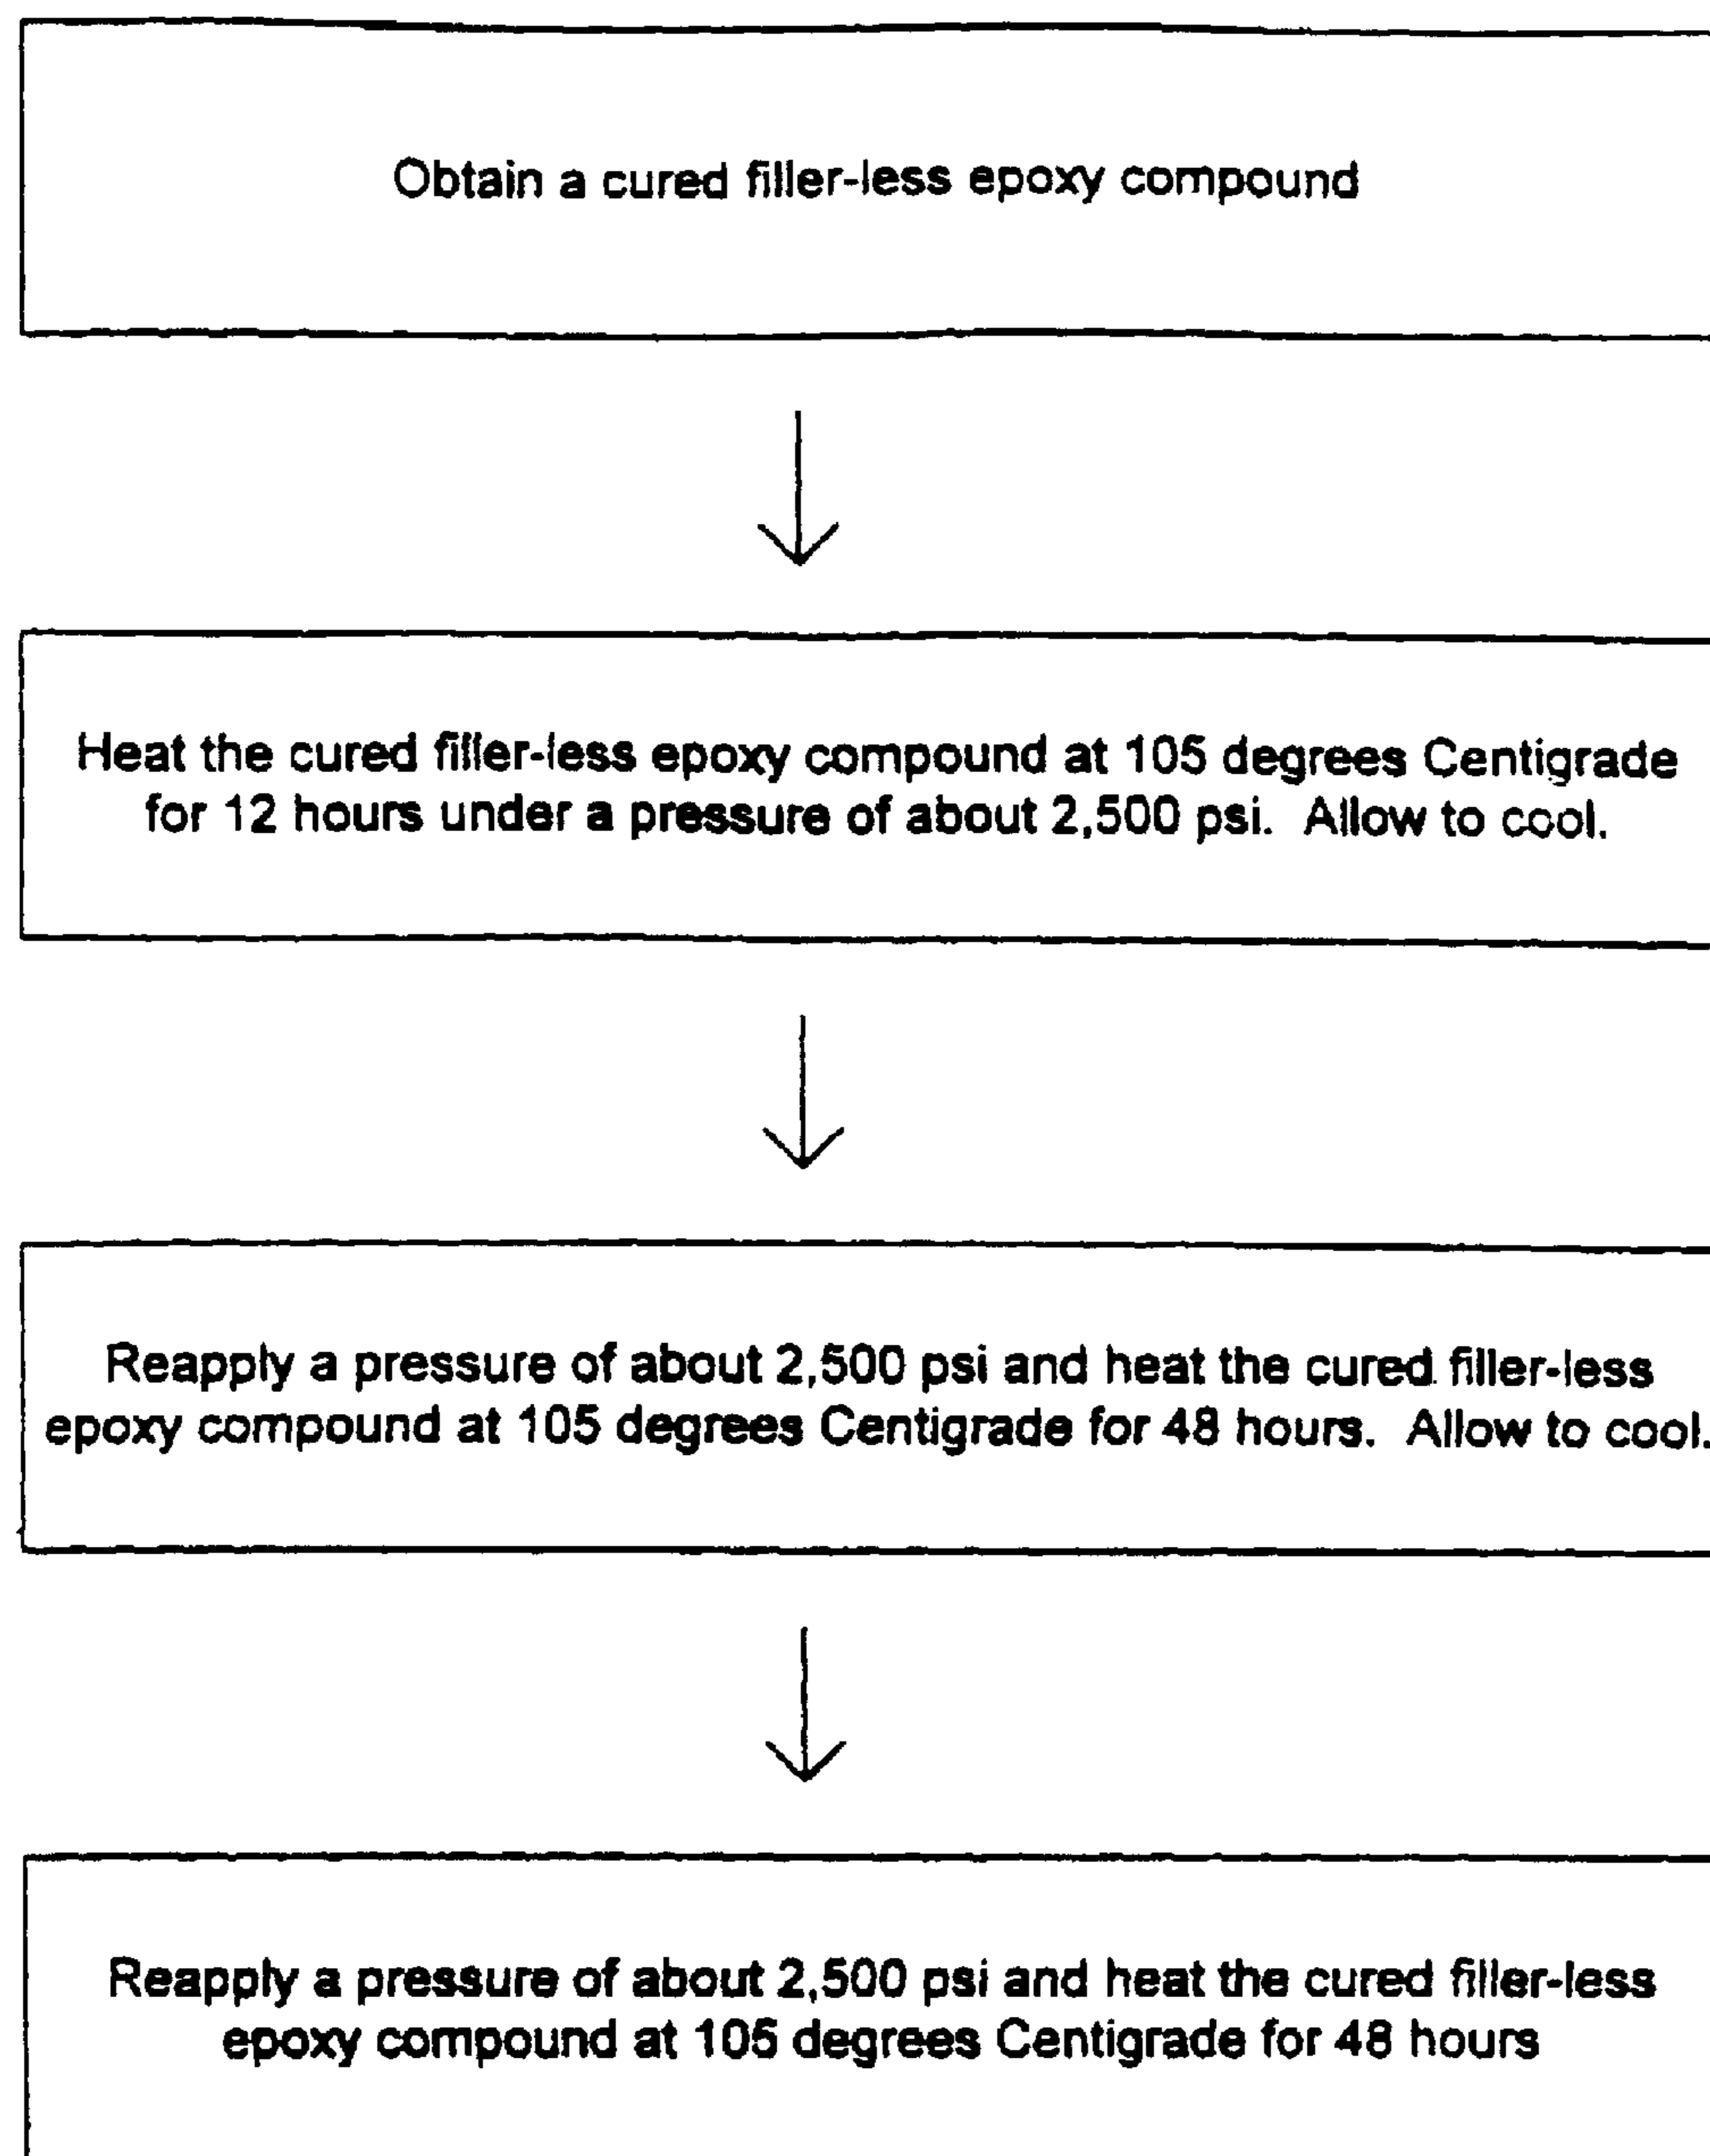 Obtain a cured filler-less epoxy compound
Heat the cured filler-less epoxy compound at 105 degrees Centigrade
for 12 hours under a pressure of about 2,500 psi. Allow to cool.
Reapply a pressure of about 2,500 psi and heat the cured filler-less
epoxy compound at 105 degrees Centigrade for 48 hours. Allow to cool.
Reapply a pressure of about 2,500 psi and heat the cured filler-less
epoxy compound at 105 degrees Centigrade for 48 hours